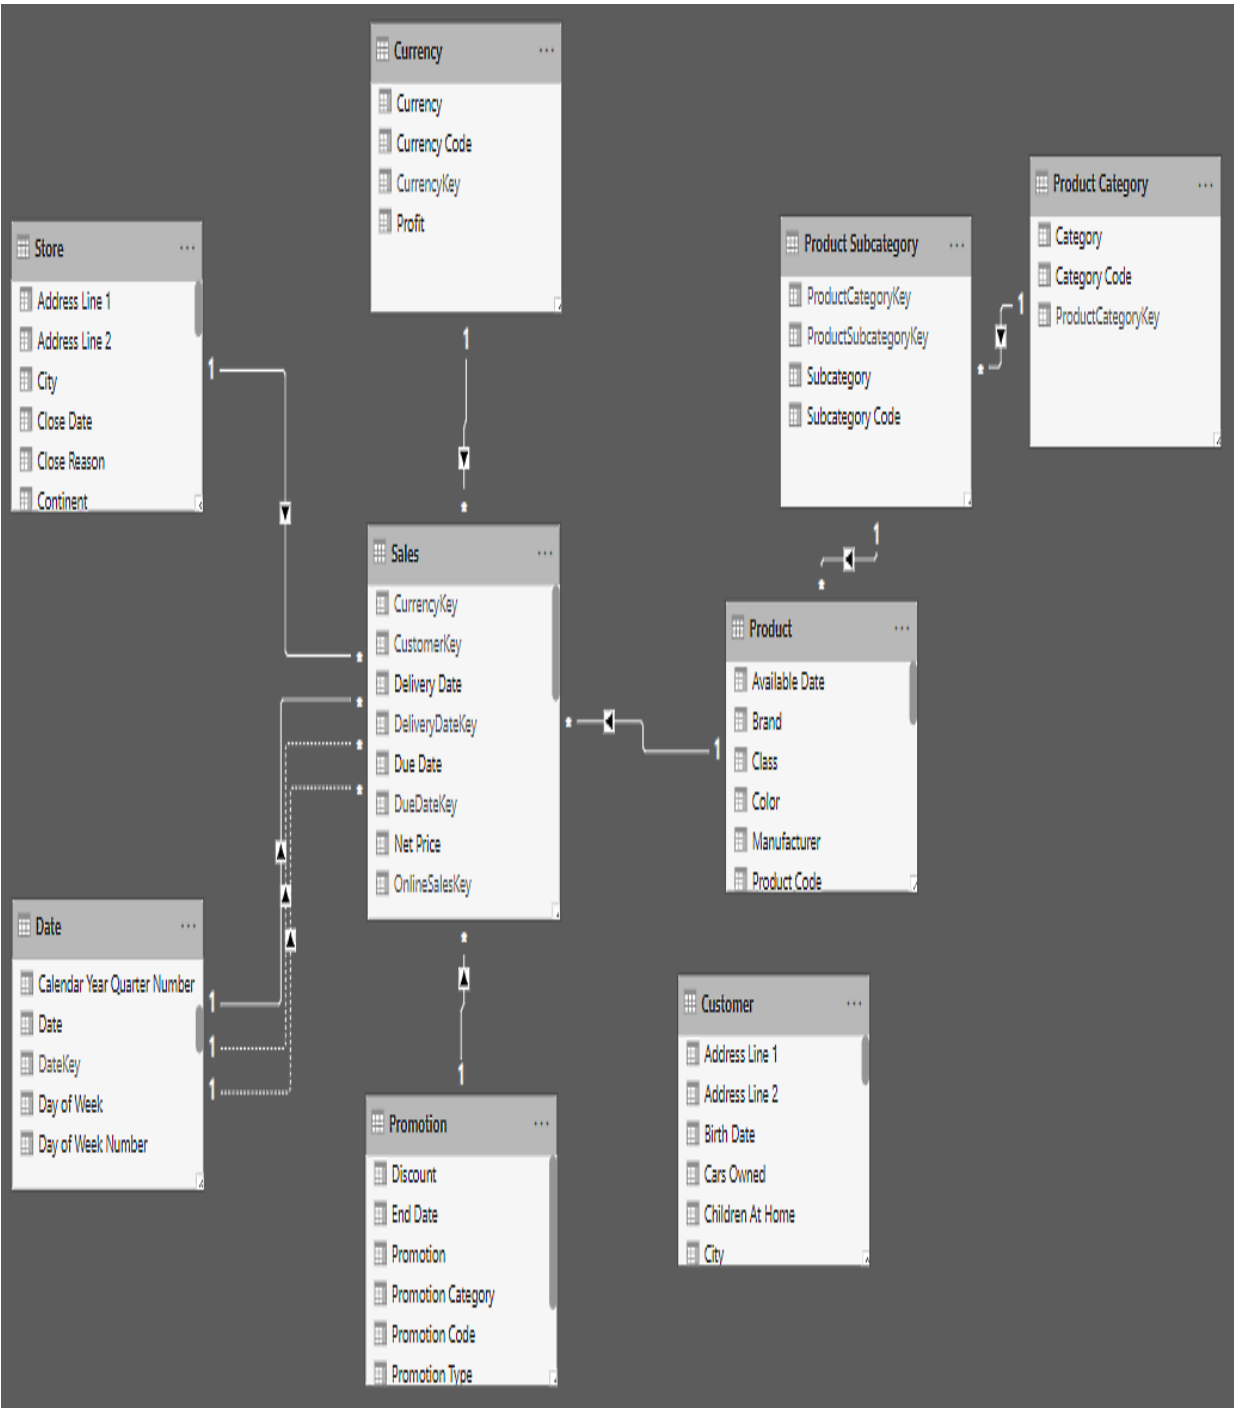 Currency
Currency
Currency Code
CurrencyKey
Profit
1
*
Store
Address Line 1
Address Line 2
City
Close Date
Close Reason
Continent
1
*
Product Subcategory
ProductCategoryKey
ProductSubcategoryKey
Subcategory
Subcategory Code
*
1
Product Category
Category
Category Code
ProductCategoryKey
1
*
Sales
CurrencyKey
CustomerKey
Delivery Date
DeliveryDateKey
Due Date
DueDateKey
Net Price
OnlineSalesKey
*
*
*
*
1
Product
Available Date
Brand
Class
Color
Manufacturer
Product Code
Date
Calendar Year Quarter Number
Date
DateKey
Day of Week
Day of Week Number
1
1
1
*
1
Promotion
Discount
End Date
Promotion
Promotion Category
Promotion Code
Promotion Type
Customer
Address Line 1
Address Line 2
Birth Date
Cars Owned
Children At Home
City